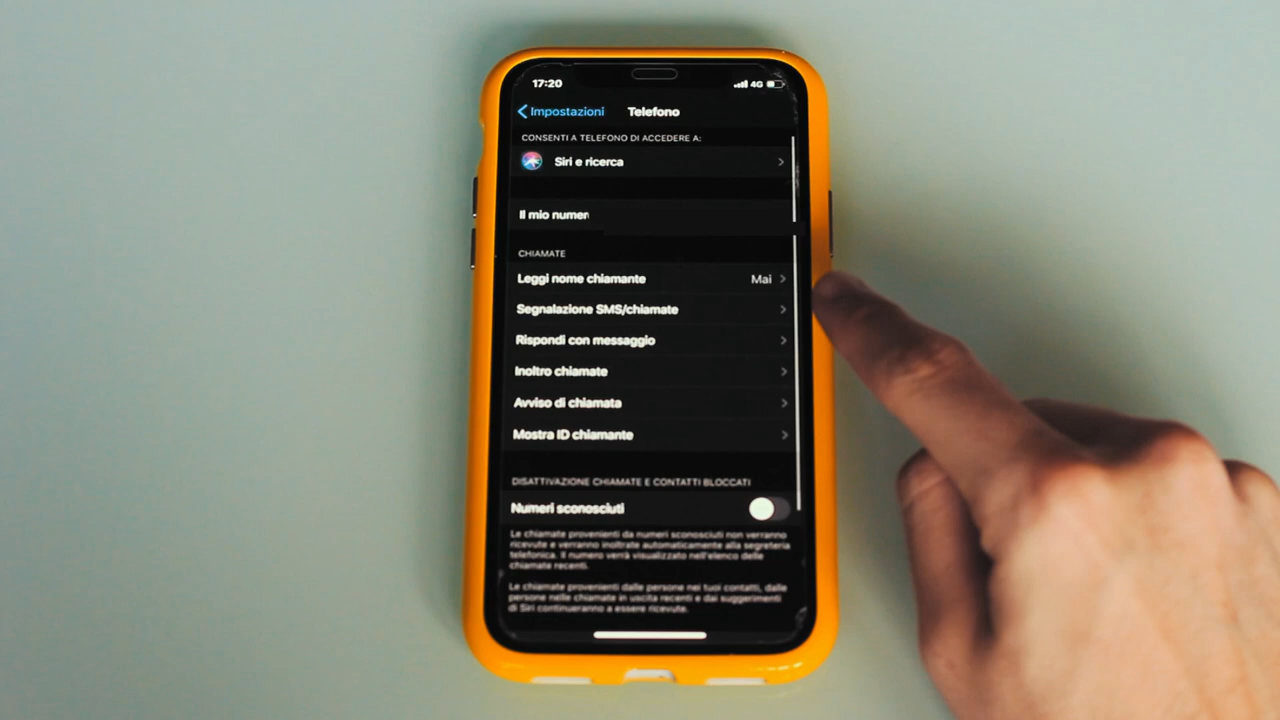 17:20 4G
Impostazioni Telefono
CONSENTI A TELEFONO DI ACCEDERE A:
Siri e ricerca
Il mio numer
CHIAMATE
Leggi nome chiamante Mai
Segnalazione SMS/chiamate
Rispondi con messaggio
Inoltro chiamate
Avviso di chiamata
Mostra ID chiamante
DISATTIVAZIONE CHIAMATE E CONTATTI BLOCCATI
Numeri sconosciuti
Le chiamate provenienti da numeri sconosciuti non verranno
ricevute e verranno inoltrate automaticamente alla segreteria
telefonica. Il numero verrà visualizzato nell'elenco delle
chiamate recenti.
Le chiamate provenienti dalle persone nei tuoi contatti, dalle
persone nelle chiamate in uscita recenti e dai suggerimenti
di Siri continueranno a essere ricevute.